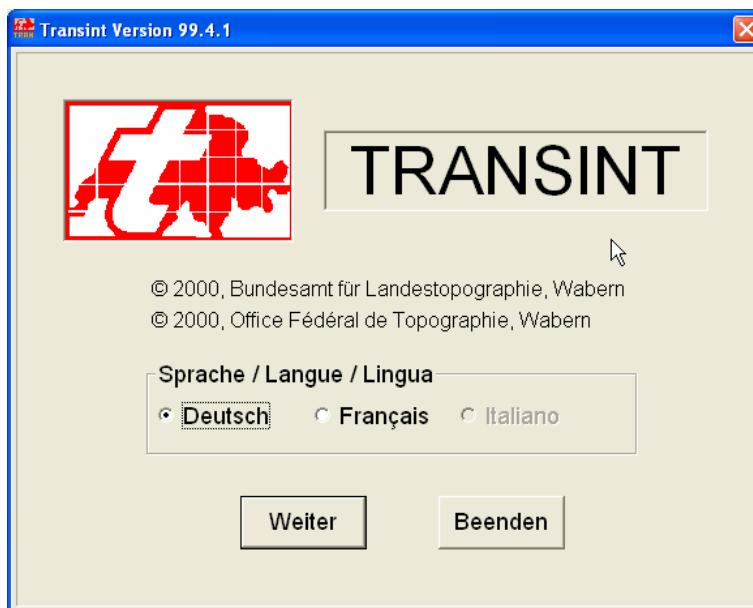 Transint Version 99.4.1
TRANSINT
© 2000, Bundesamt für Landestopographie, Wabern
© 2000, Office Fédéral de Topographie, Wabern
Sprache / Langue / Lingua
Deutsch Français Italiano
Weiter Beenden